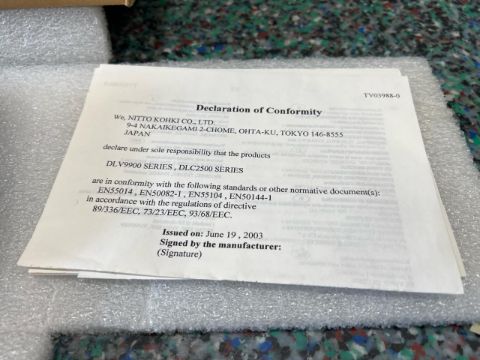 TV03988-0
Declaration of Conformity
We, NITTO KOHKI CO., LTD.
9-4 NAKAIKEGAMI 2-CHOME, OHTA-KU, TOKYO 146-8555
JAPAN
declare under sole responsibility that the products
DLV9900 SERIES , DLC2500 SERIES
are in conformity with the following standards or other normative document(s):
EN55014 , EN50082-1 , EN55104 , EN50144-1
in accordance with the regulations of directive
89/336/EEC, 73/23/EEC, 93/68/EEC.
Issued on: June 19 , 2003
Signed by the manufacturer:
(Signature)